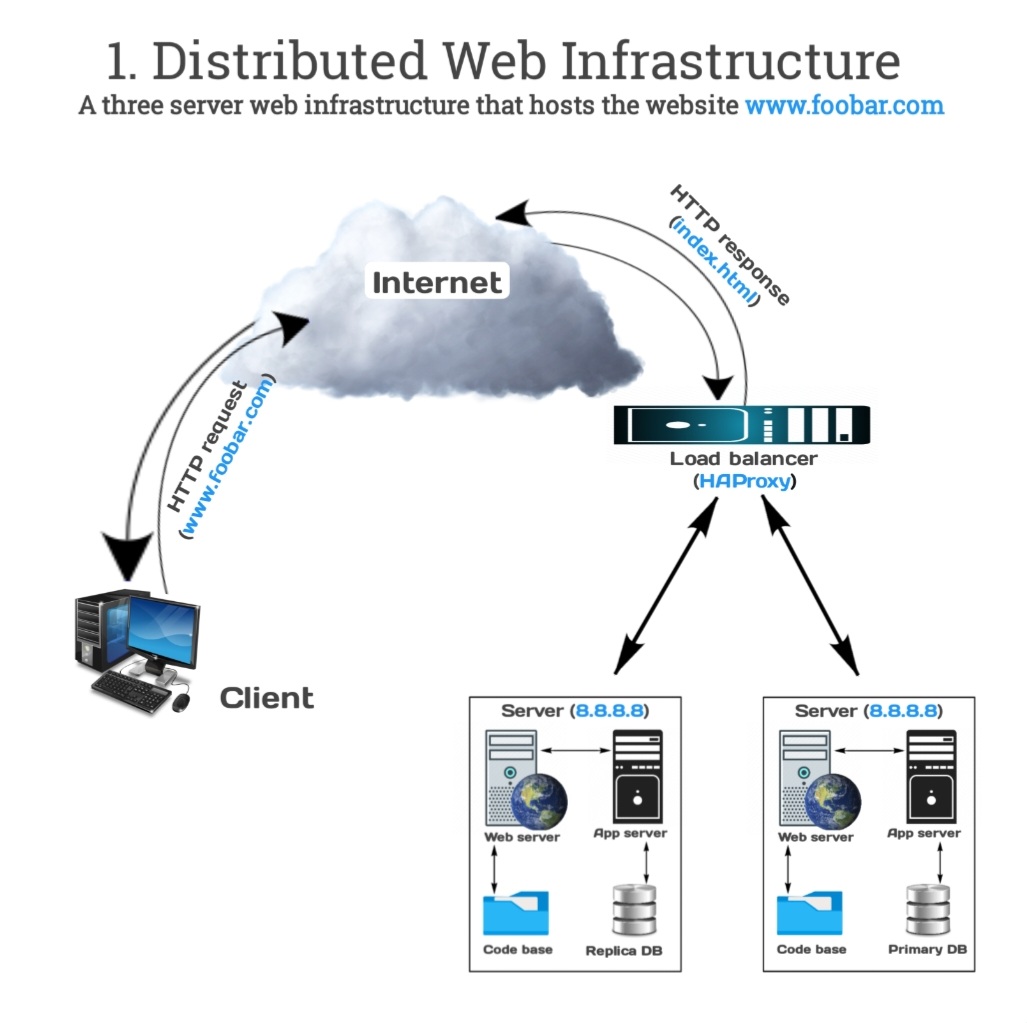 1. Distributed Web Infrastructure
A three server web infrastructure that hosts the website www.foobar.com
HTTP response
(index.html)
Internet
HTTP request
(www.foobar.com)
Load balancer
(HAProxy)
Client
Server (8.8.8.8)
Web server
App server
Code base
Replica DB
Server (8.8.8.8)
Web server
App server
Code base
Primary DB